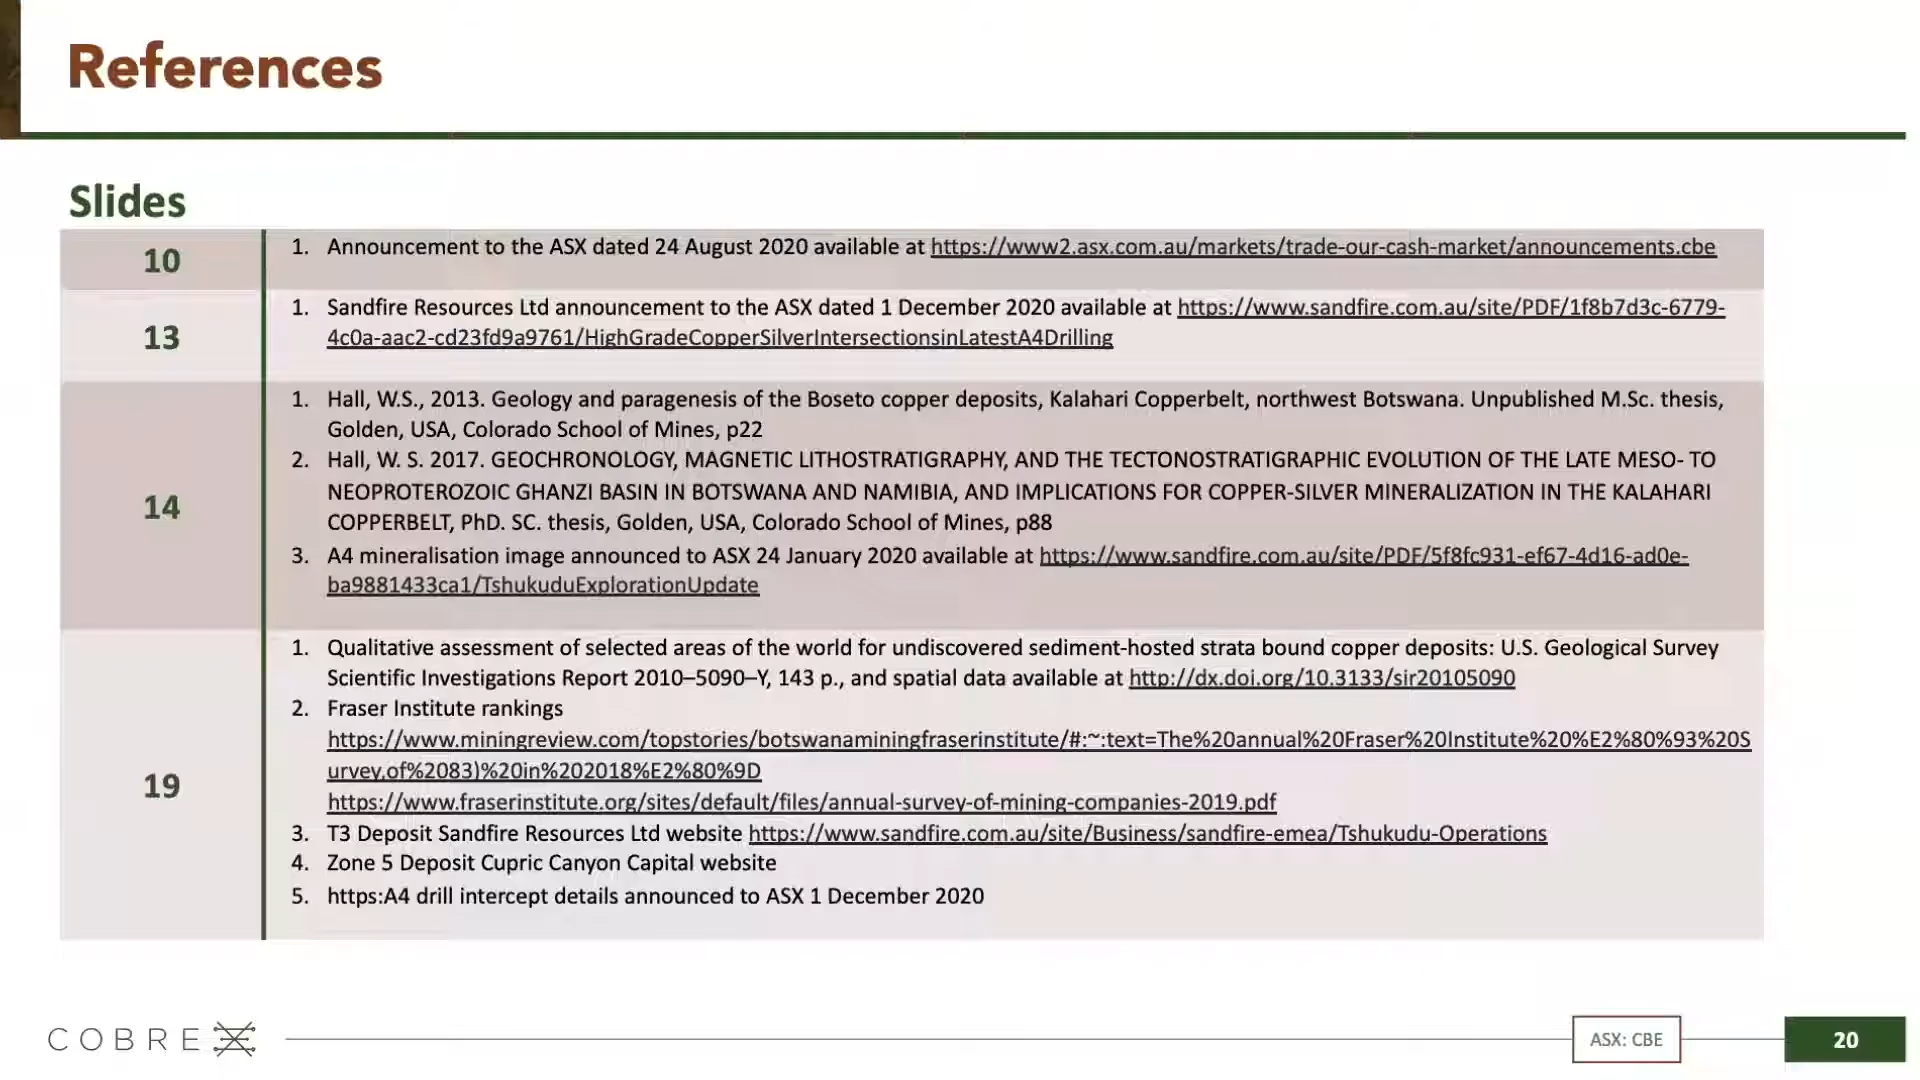 References
Slides
10
1. Announcement to the ASX dated 24 August 2020 available at https://www2.asx.com.au/markets/trade-our-cash-market/announcements.cbe
13
1. Sandfire Resources Ltd announcement to the ASX dated 1 December 2020 available at https://www.sandfire.com.au/site/PDF/1f8b7d3c-6779-
4c0a-aac2-cd23fd9a9761/HighGradeCopperSilverIntersectionsinLatestA4Drilling
14
1. Hall, W.S., 2013. Geology and paragenesis of the Boseto copper deposits, Kalahari Copperbelt, northwest Botswana. Unpublished M.Sc. thesis,
Golden, USA, Colorado School of Mines, p22
2. Hall, W. S. 2017. GEOCHRONOLOGY, MAGNETIC LITHOSTRATIGRAPHY, AND THE TECTONOSTRATIGRAPHIC EVOLUTION OF THE LATE MESO- TO
NEOPROTEROZOIC GHANZI BASIN IN BOTSWANA AND NAMIBIA, AND IMPLICATIONS FOR COPPER-SILVER MINERALIZATION IN THE KALAHARI
COPPERBELT, PhD. SC. thesis, Golden, USA, Colorado School of Mines, p88
3. A4 mineralisation image announced to ASX 24 January 2020 available at https://www.sandfire.com.au/site/PDF/5f8fc931-ef67-4d16-ad0e-
ba9881433ca1/TshukuduExplorationUpdate
19
1. Qualitative assessment of selected areas of the world for undiscovered sediment-hosted strata bound copper deposits: U.S. Geological Survey
Scientific Investigations Report 2010–5090–Y, 143 p., and spatial data available at http://dx.doi.org/10.3133/sir20105090
2. Fraser Institute rankings
https://www.miningreview.com/topstories/botswanaminingfraserinstitute/#:~:text=The%20annual%20Fraser%20Institute%20%E2%80%93%20S
urvey,of%2083)%20in%202018%E2%80%9D
https://www.fraserinstitute.org/sites/default/files/annual-survey-of-mining-companies-2019.pdf
3. T3 Deposit Sandfire Resources Ltd website https://www.sandfire.com.au/site/Business/sandfire-emea/Tshukudu-Operations
4. Zone 5 Deposit Cupric Canyon Capital website
5. https:A4 drill intercept details announced to ASX 1 December 2020
COBRE
ASX: CBE
20